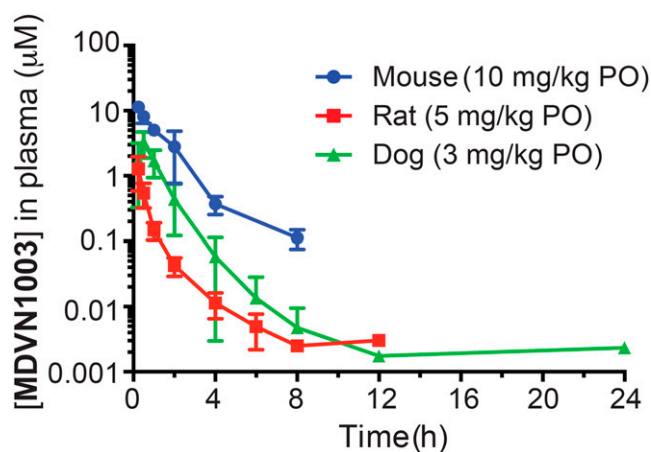 [MDVN1003] in plasma (μM)
100
10
1
0.1
0.01
0.001
0
4
8
12
16
20
24
Time(h)
Mouse (10 mg/kg PO)
Rat (5 mg/kg PO)
Dog (3 mg/kg PO)